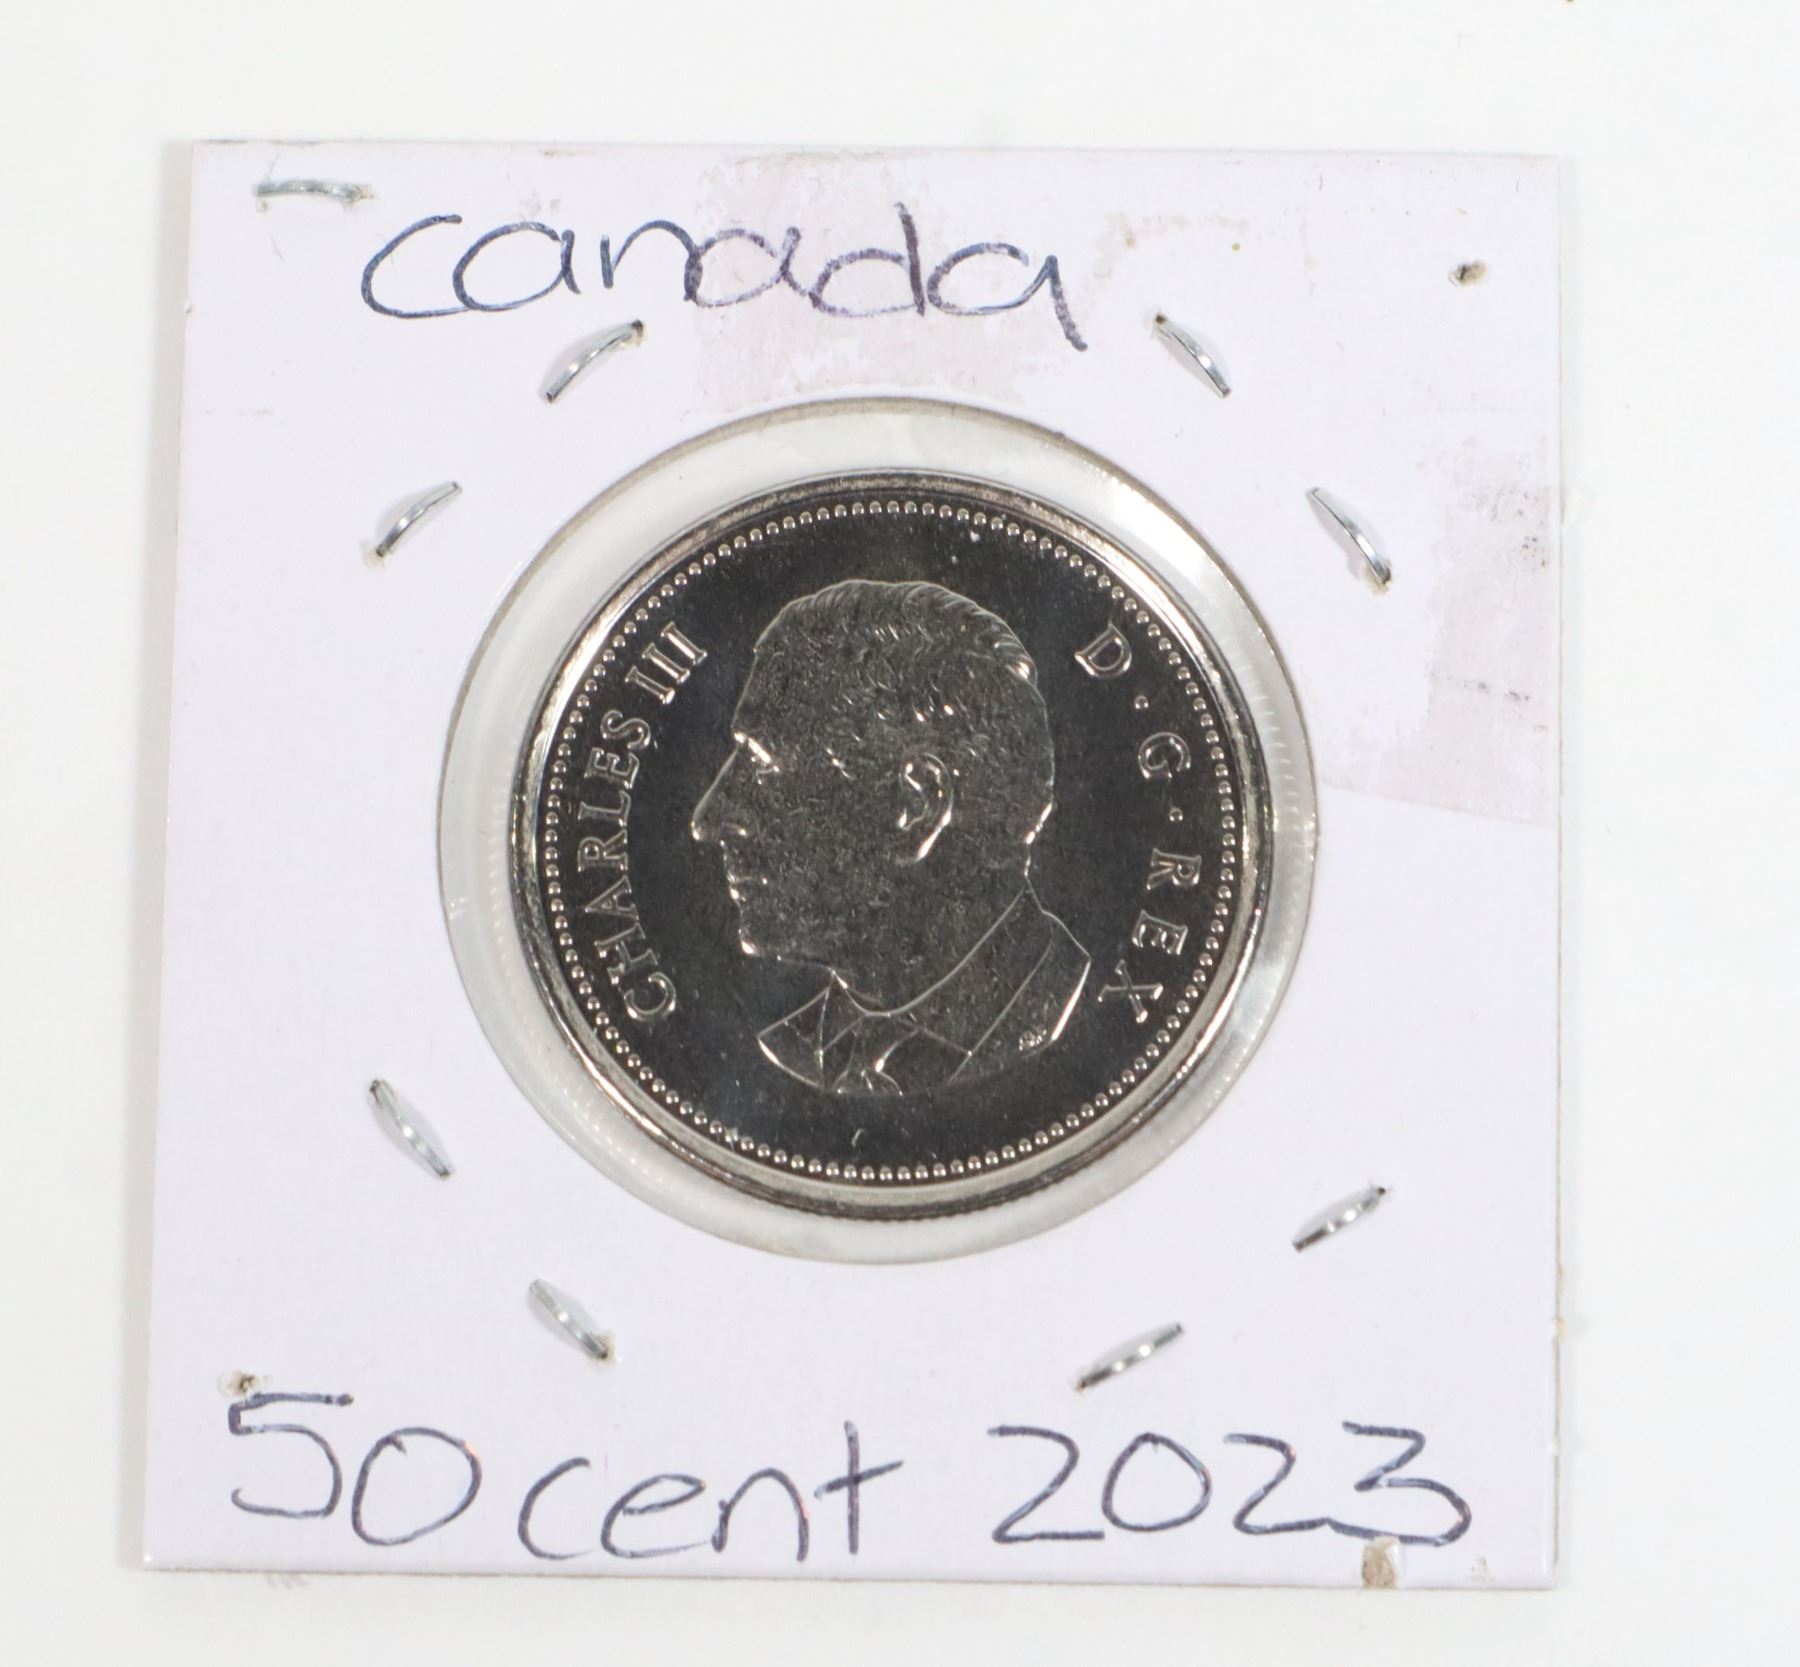 canada
CHARLES III D·G·REX
50 cent 2023